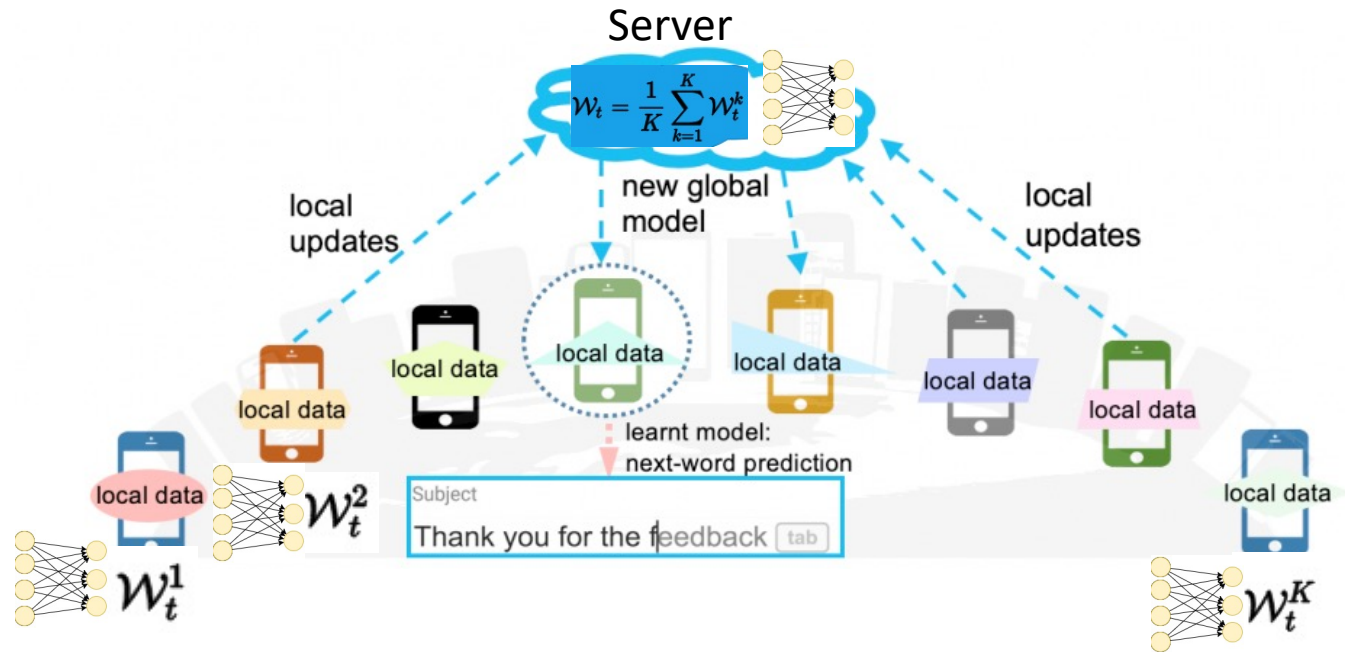 Server
𝒲_t = \frac{1}{K} \sum_{k=1}^{K} 𝒲_t^k
local
updates
new global
model
local
updates
local data
local data
local data
local data
local data
local data
local data
local data
learnt model:
next-word prediction
Subject
Thank you for the feedback tab
𝒲_t^1
𝒲_t^2
𝒲_t^K